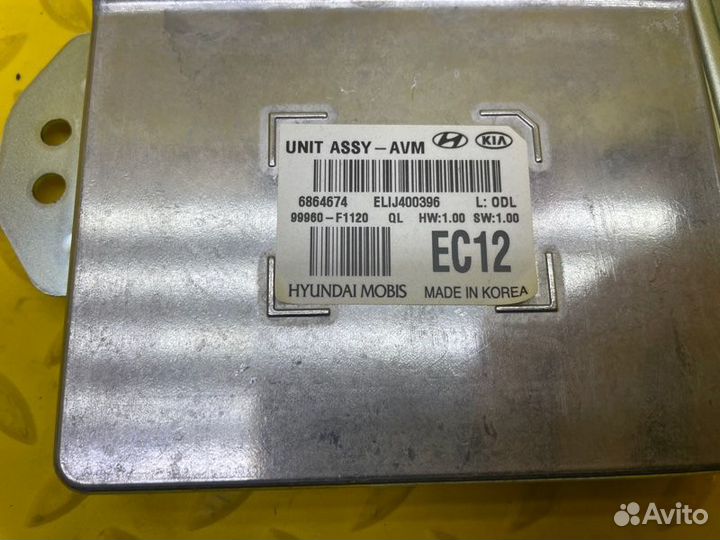 UNIT ASSY-AVM KIA
6864674 ELIJ400396 L: ODL
99960-F1120 QL HW:1.00 SW:1.00
EC12
HYUNDAI MOBIS MADE IN KOREA
Avito